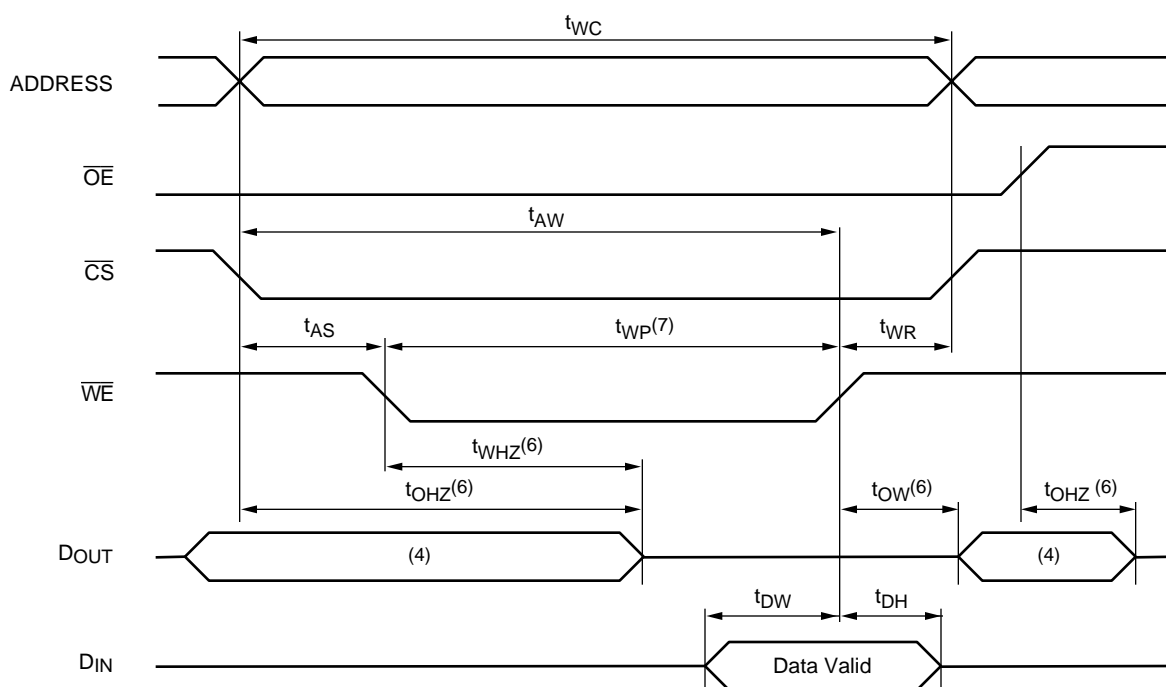 tWC
ADDRESS
OE
tAW
CS
tAS
tWP(7)
tWR
WE
tWHZ(6)
tOHZ(6)
tOW(6)
tOHZ (6)
DOUT
(4)
(4)
tDW
tDH
DIN
Data Valid